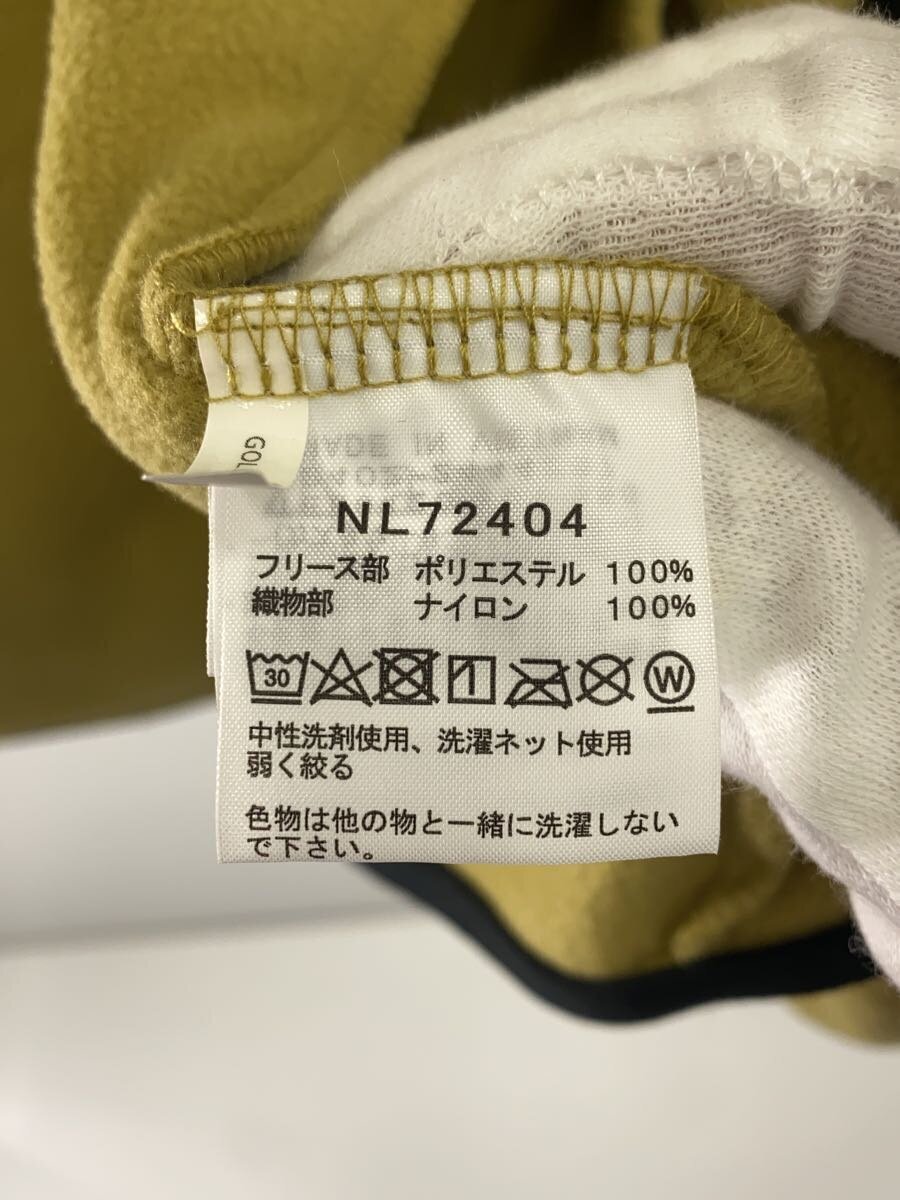 NL72404
フリース部 ポリエステル 100%
織物部 ナイロン 100%
30
W
中性洗剤使用、洗濯ネット使用
弱く絞る
色物は他の物と一緒に洗濯しない
で下さい。